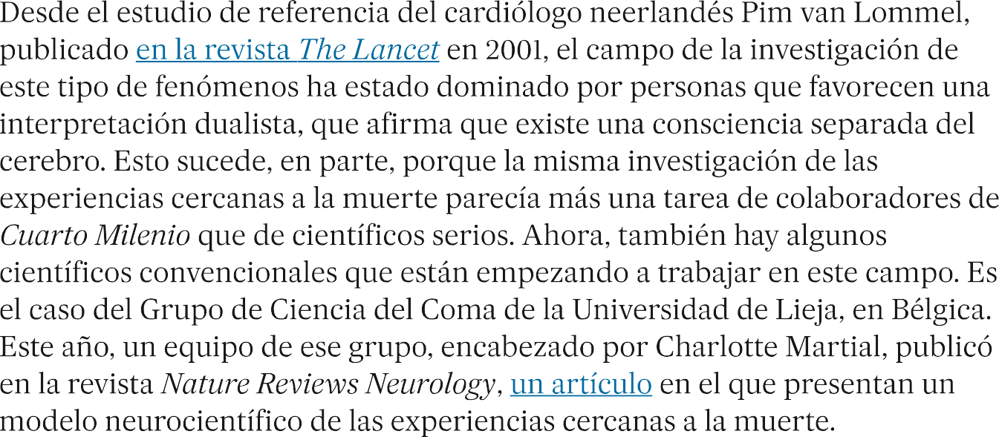 Desde el estudio de referencia del cardiólogo neerlandés Pim van Lommel,
publicado en la revista The Lancet en 2001, el campo de la investigación de
este tipo de fenómenos ha estado dominado por personas que favorecen una
interpretación dualista, que afirma que existe una consciencia separada del
cerebro. Esto sucede, en parte, porque la misma investigación de las
experiencias cercanas a la muerte parecía más una tarea de colaboradores de
Cuarto Milenio que de científicos serios. Ahora, también hay algunos
científicos convencionales que están empezando a trabajar en este campo. Es
el caso del Grupo de Ciencia del Coma de la Universidad de Lieja, en Bélgica.
Este año, un equipo de ese grupo, encabezado por Charlotte Martial, publicó
en la revista Nature Reviews Neurology, un artículo en el que presentan un
modelo neurocientífico de las experiencias cercanas a la muerte.